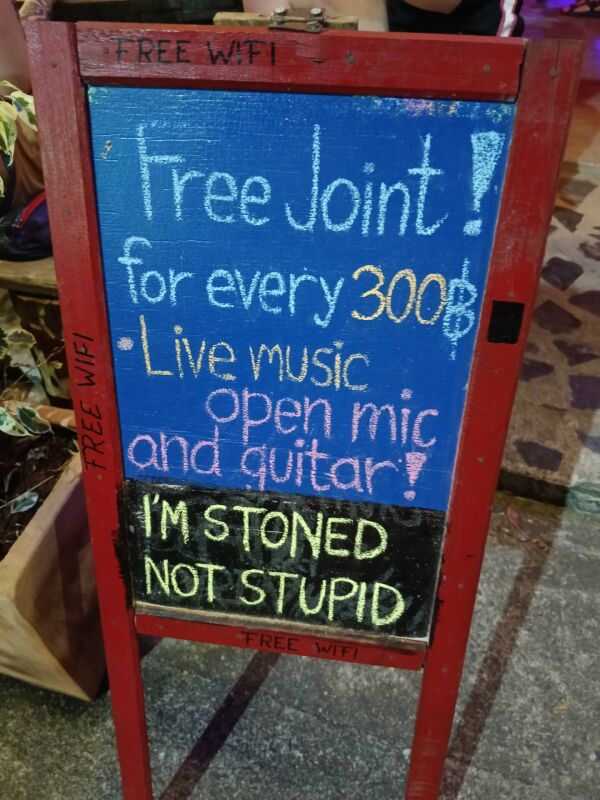 FREE WIFI
Free Joint!
for every 300฿
• Live music
open mic
and guitar!
I'M STONED
NOT STUPID
FREE WIFI
FREE WIFI